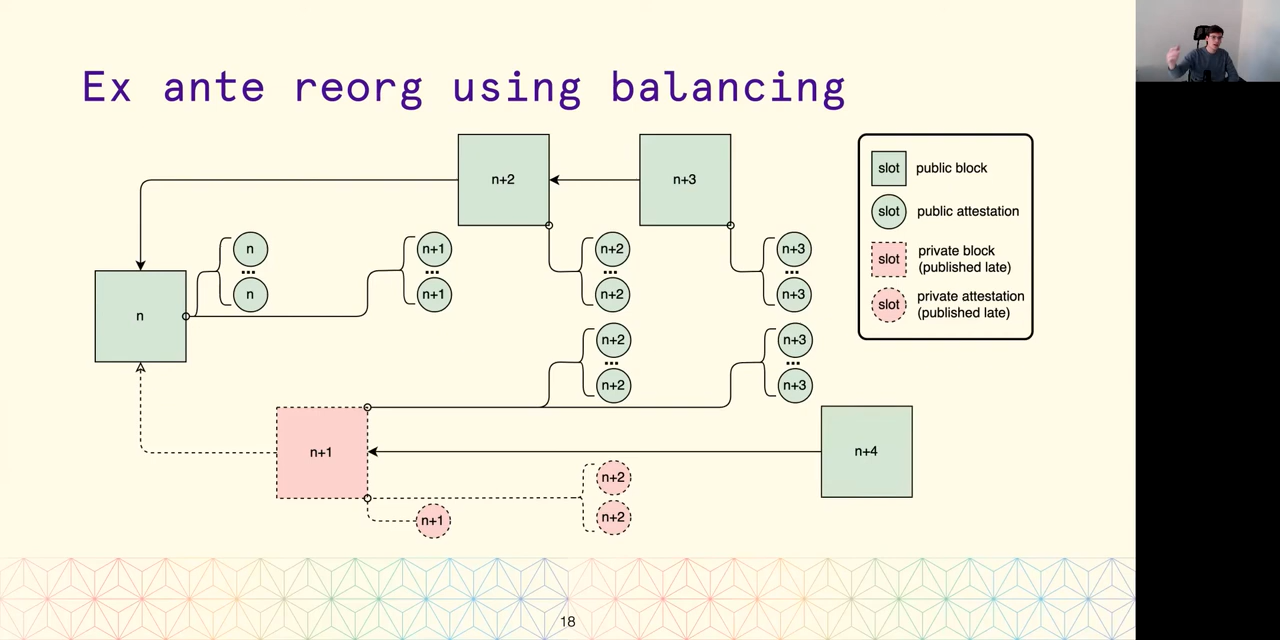 Ex ante reorg using balancing
n+2
n+3
slot
public block
slot
public attestation
slot
private block
(published late)
slot
private attestation
(published late)
n
...
n
n+1
...
n+1
n+2
...
n+2
n+3
...
n+3
n
n+2
...
n+2
n+3
...
n+3
n+1
n+4
n+2
n+2
n+1
18